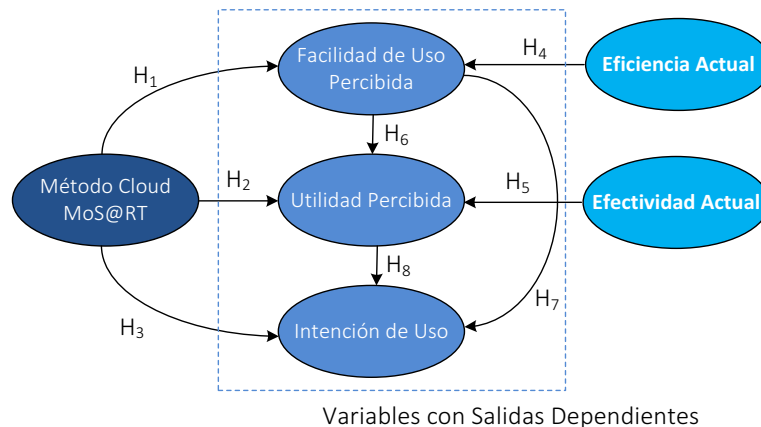 Facilidad de Uso
Percibida
H4
Eficiencia Actual
H1
H6
Método Cloud
MoS@RT
H2
Utilidad Percibida
H5
Efectividad Actual
H8
H3
Intención de Uso
H7
Variables con Salidas Dependientes